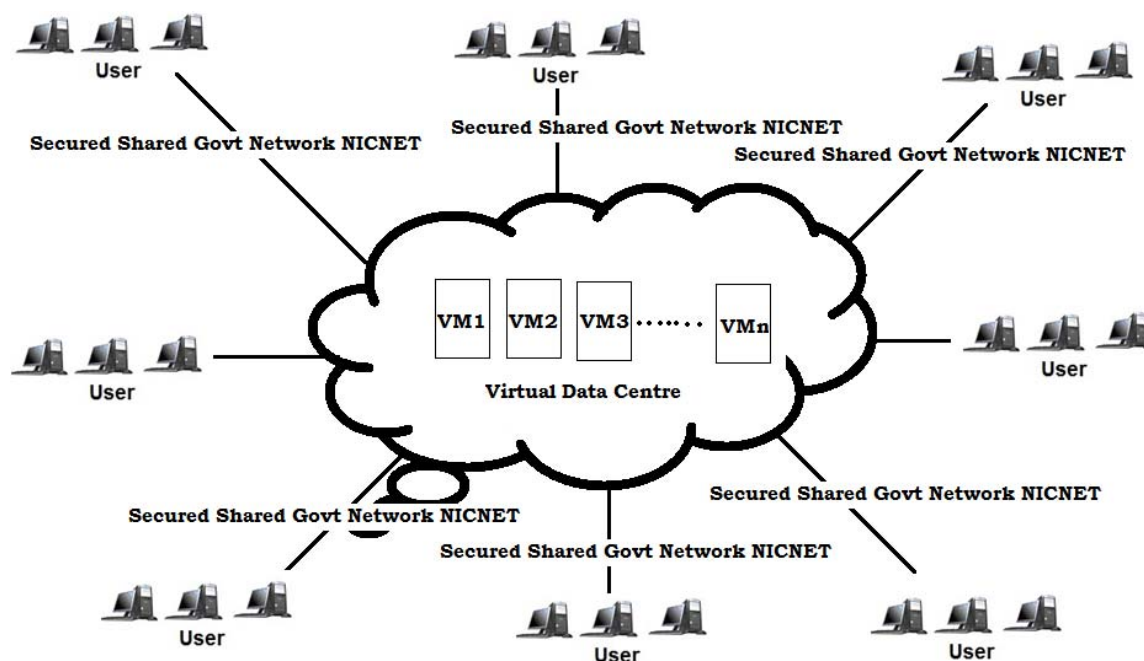 User
User
User
Secured Shared Govt Network NICNET
Secured Shared Govt Network NICNET
Secured Shared Govt Network NICNET
VM1
VM2
VM3
........
VMn
Virtual Data Centre
User
User
Secured Shared Govt Network NICNET
Secured Shared Govt Network NICNET
Secured Shared Govt Network NICNET
User
User
User